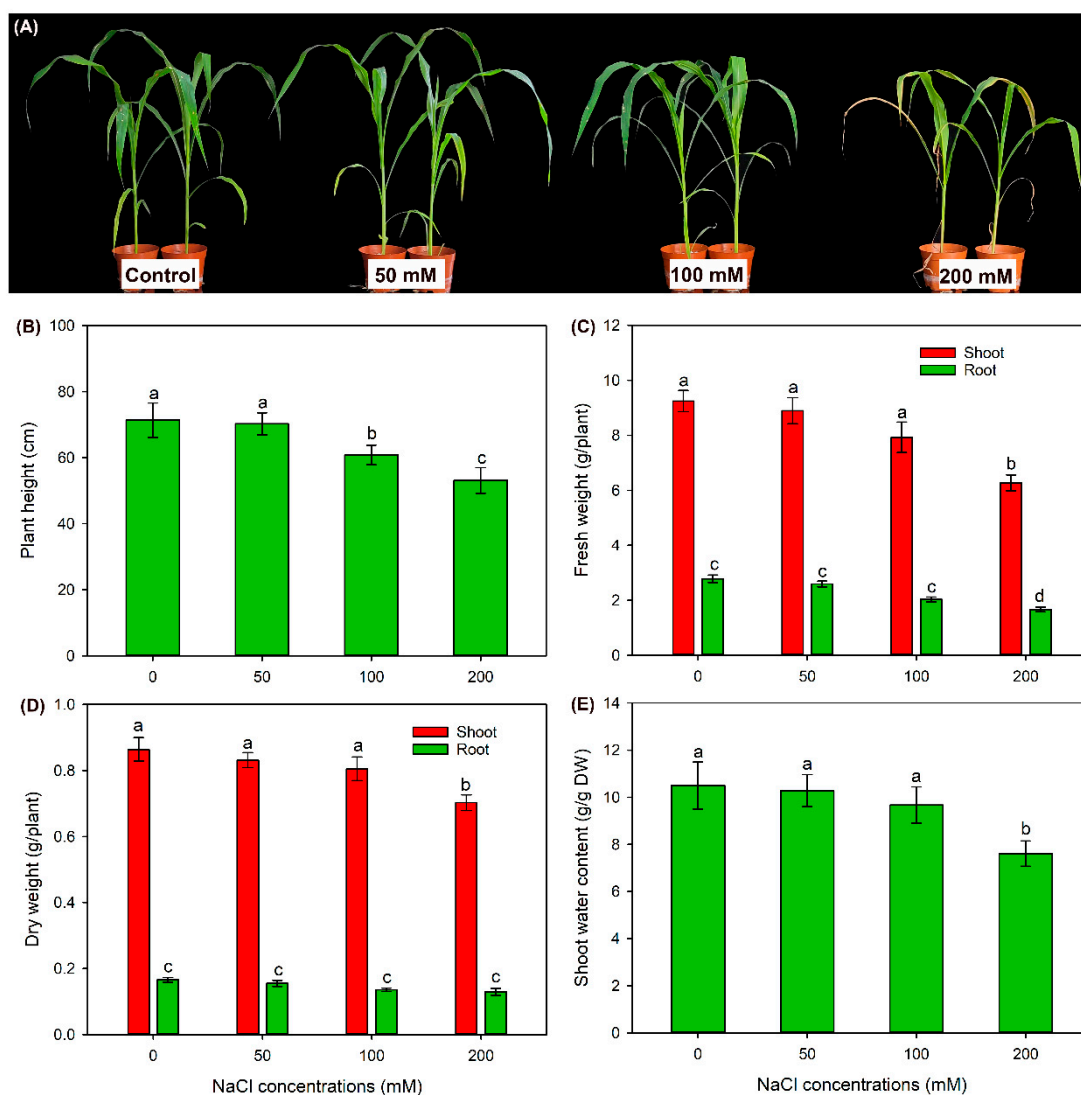 (A)
Control
50 mM
100 mM
200 mM
(B)
Plant height (cm)
100
80
60
40
20
0
a
a
b
c
0
50
100
200
(C)
Fresh weight (g/plant)
12
10
8
6
4
2
0
Shoot
Root
a
a
a
b
c
c
c
d
0
50
100
200
(D)
Dry weight (g/plant)
1.0
0.8
0.6
0.4
0.2
0.0
Shoot
Root
a
a
a
b
c
c
c
c
0
50
100
200
NaCl concentrations (mM)
(E)
Shoot water content (g/g DW)
14
12
10
8
6
4
2
0
a
a
a
b
0
50
100
200
NaCl concentrations (mM)